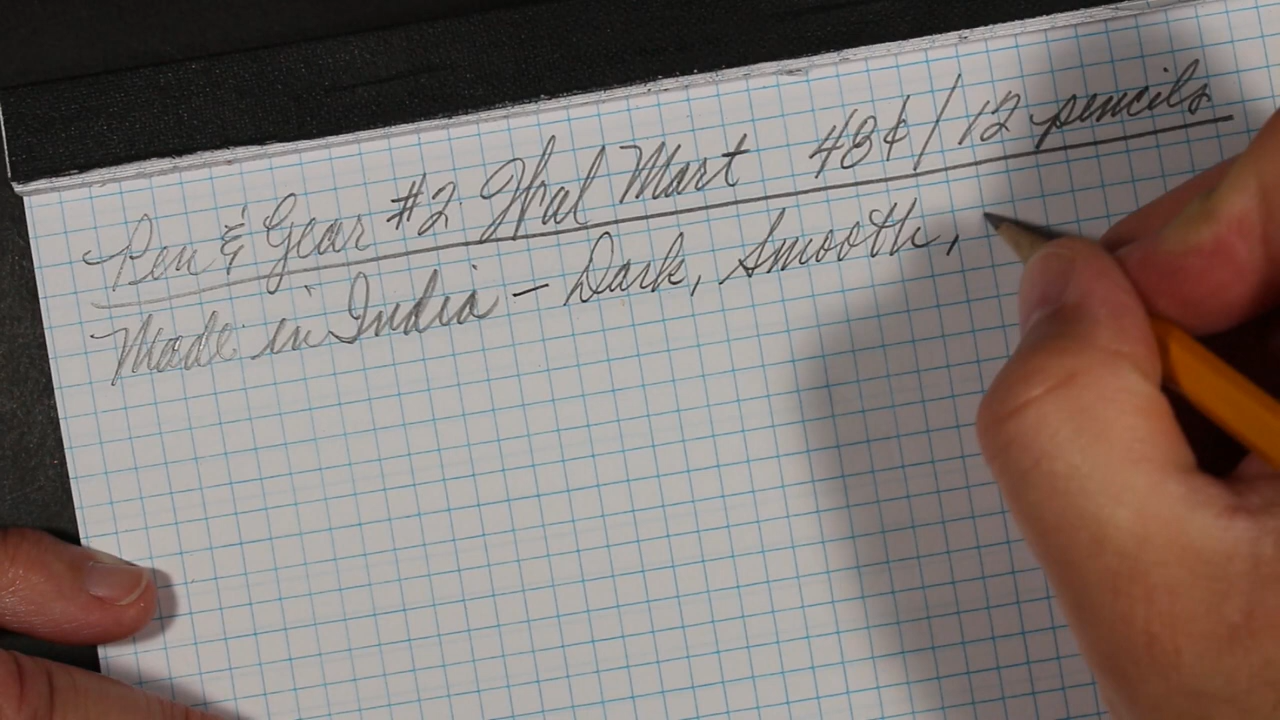 Pen & Gear #2 Wal Mart 48¢/12 pencils
Made in India - Dark, Smooth,